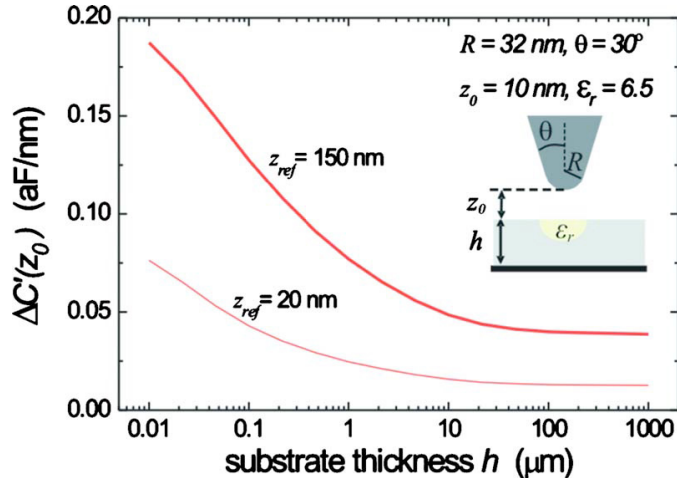 0.20
0.15
0.10
0.05
0.00
ΔC'(z₀) (aF/nm)
R = 32 nm, θ = 30°
z₀ = 10 nm, εᵣ = 6.5
θ
R
z₀
h
εᵣ
z_ref = 150 nm
z_ref = 20 nm
0.01 0.1 1 10 100 1000
substrate thickness h (μm)